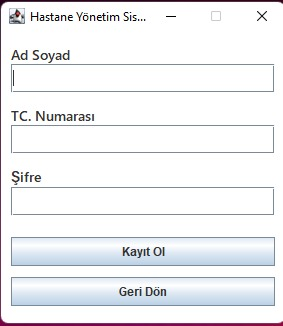 Hastane Yönetim Sis...
Ad Soyad
TC. Numarası
Şifre
Kayıt Ol
Geri Dön